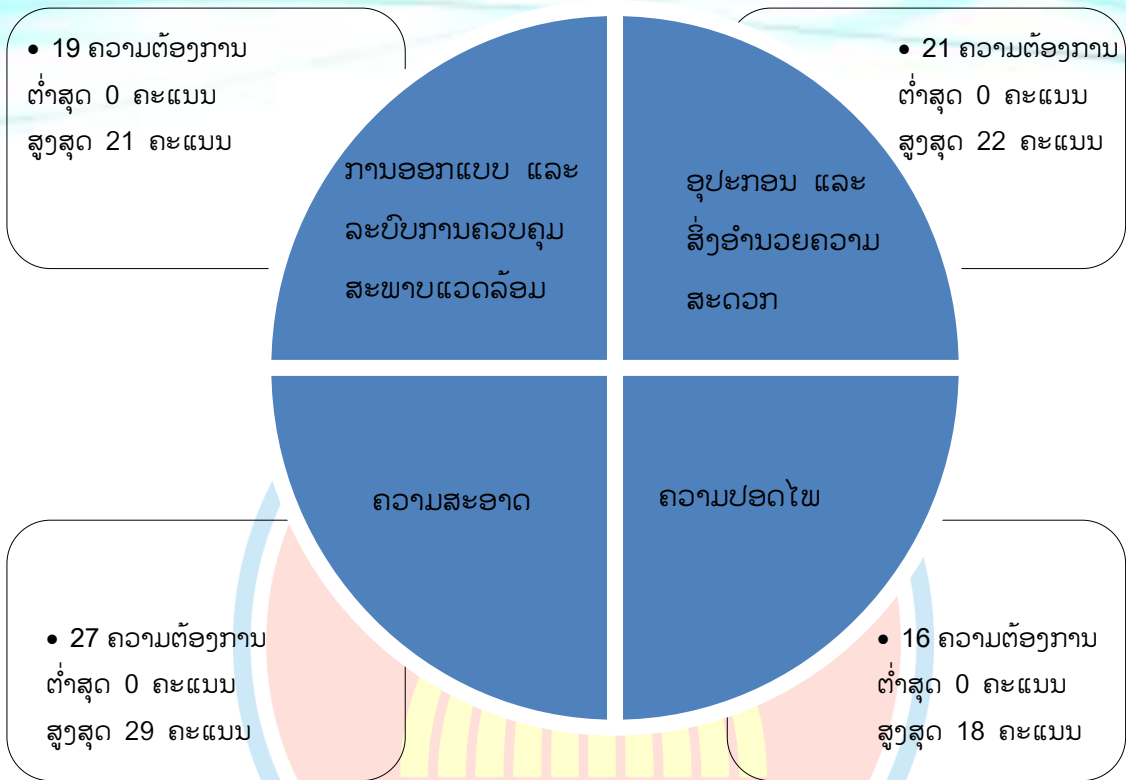 • 19 ຄວາມຕ້ອງການ
ຕໍ່າສຸດ 0 ຄະແນນ
ສູງສຸດ 21 ຄະແນນ
• 21 ຄວາມຕ້ອງການ
ຕໍ່າສຸດ 0 ຄະແນນ
ສູງສຸດ 22 ຄະແນນ
ການອອກແບບ ແລະ
ລະບົບການຄວບຄຸມ
ສະພາບແວດລ້ອມ
ອຸປະກອນ ແລະ
ສິ່ງອຳນວຍຄວາມ
ສະດວກ
ຄວາມສະອາດ
ຄວາມປອດໄພ
• 27 ຄວາມຕ້ອງການ
ຕໍ່າສຸດ 0 ຄະແນນ
ສູງສຸດ 29 ຄະແນນ
• 16 ຄວາມຕ້ອງການ
ຕໍ່າສຸດ 0 ຄະແນນ
ສູງສຸດ 18 ຄະແນນ